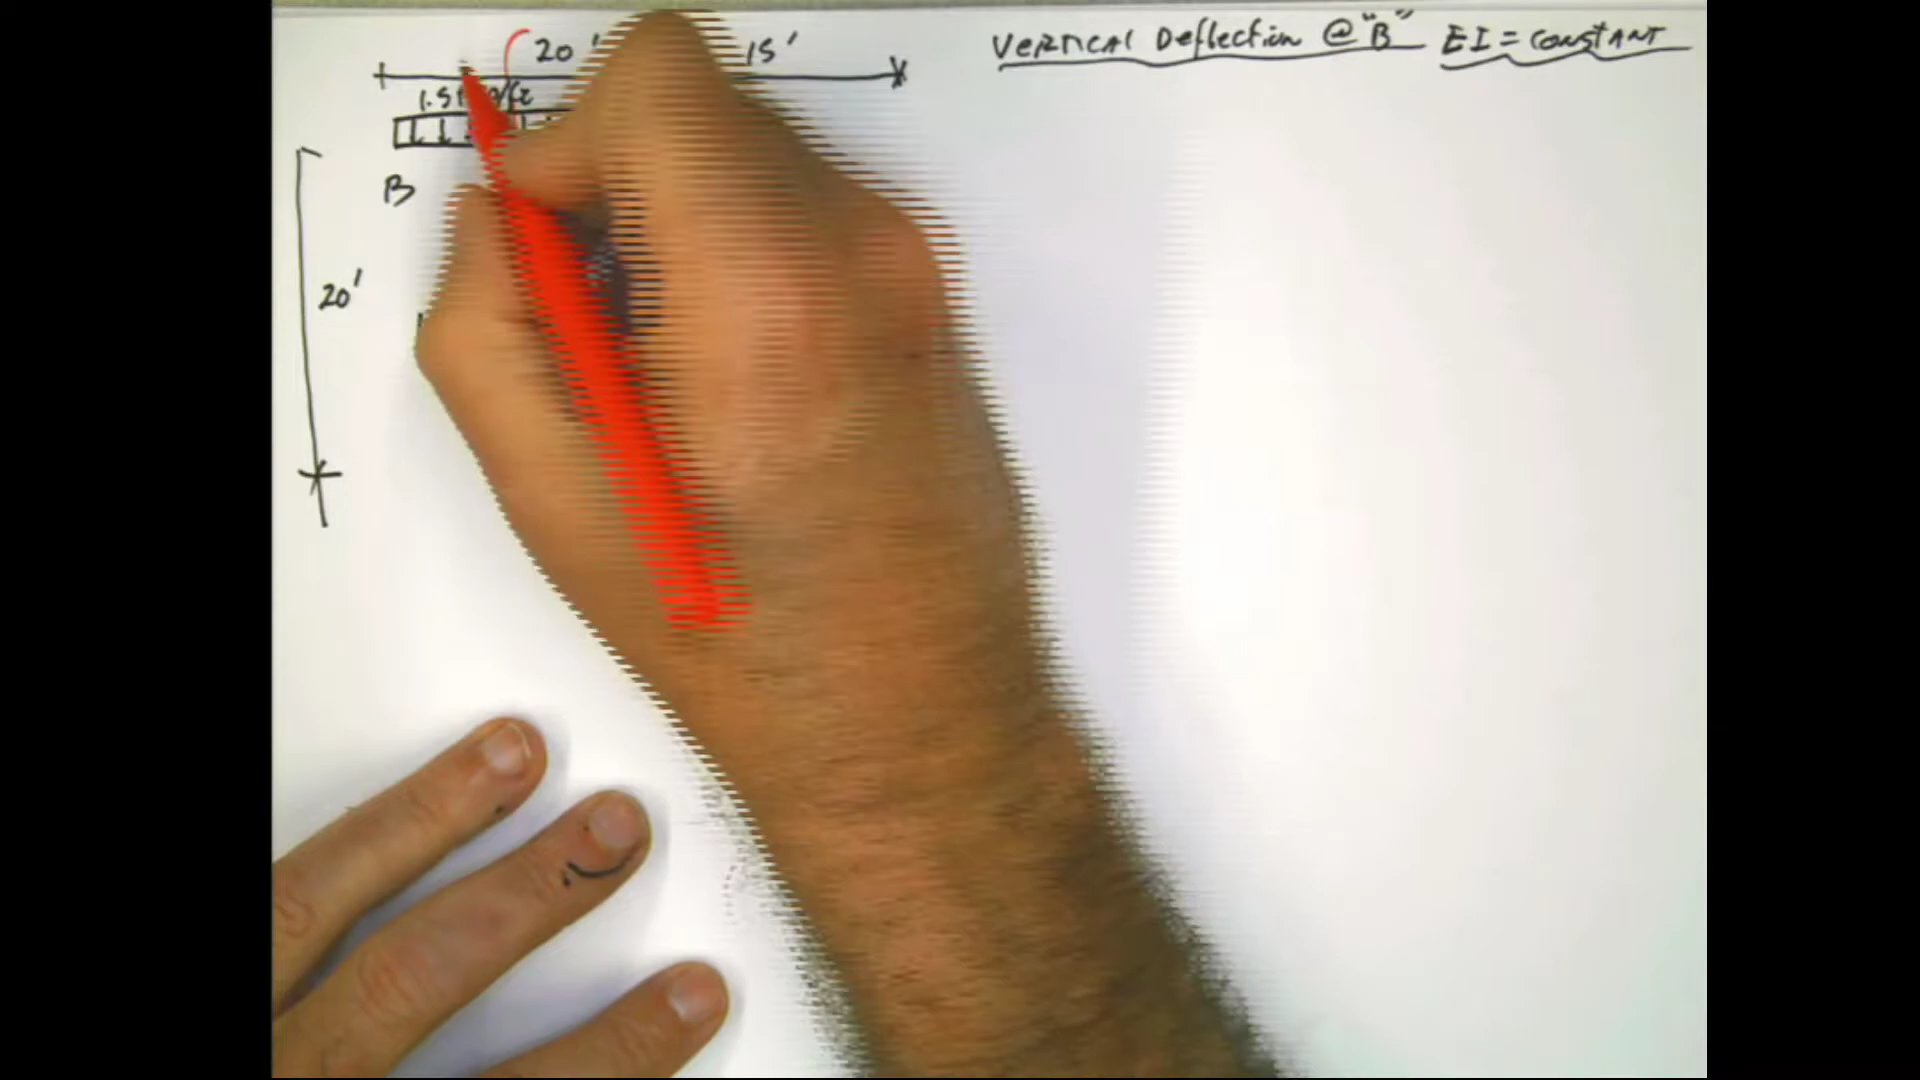 20' 15'
VERTICAL Deflection @ "B" EI = CONSTANT
B
20'